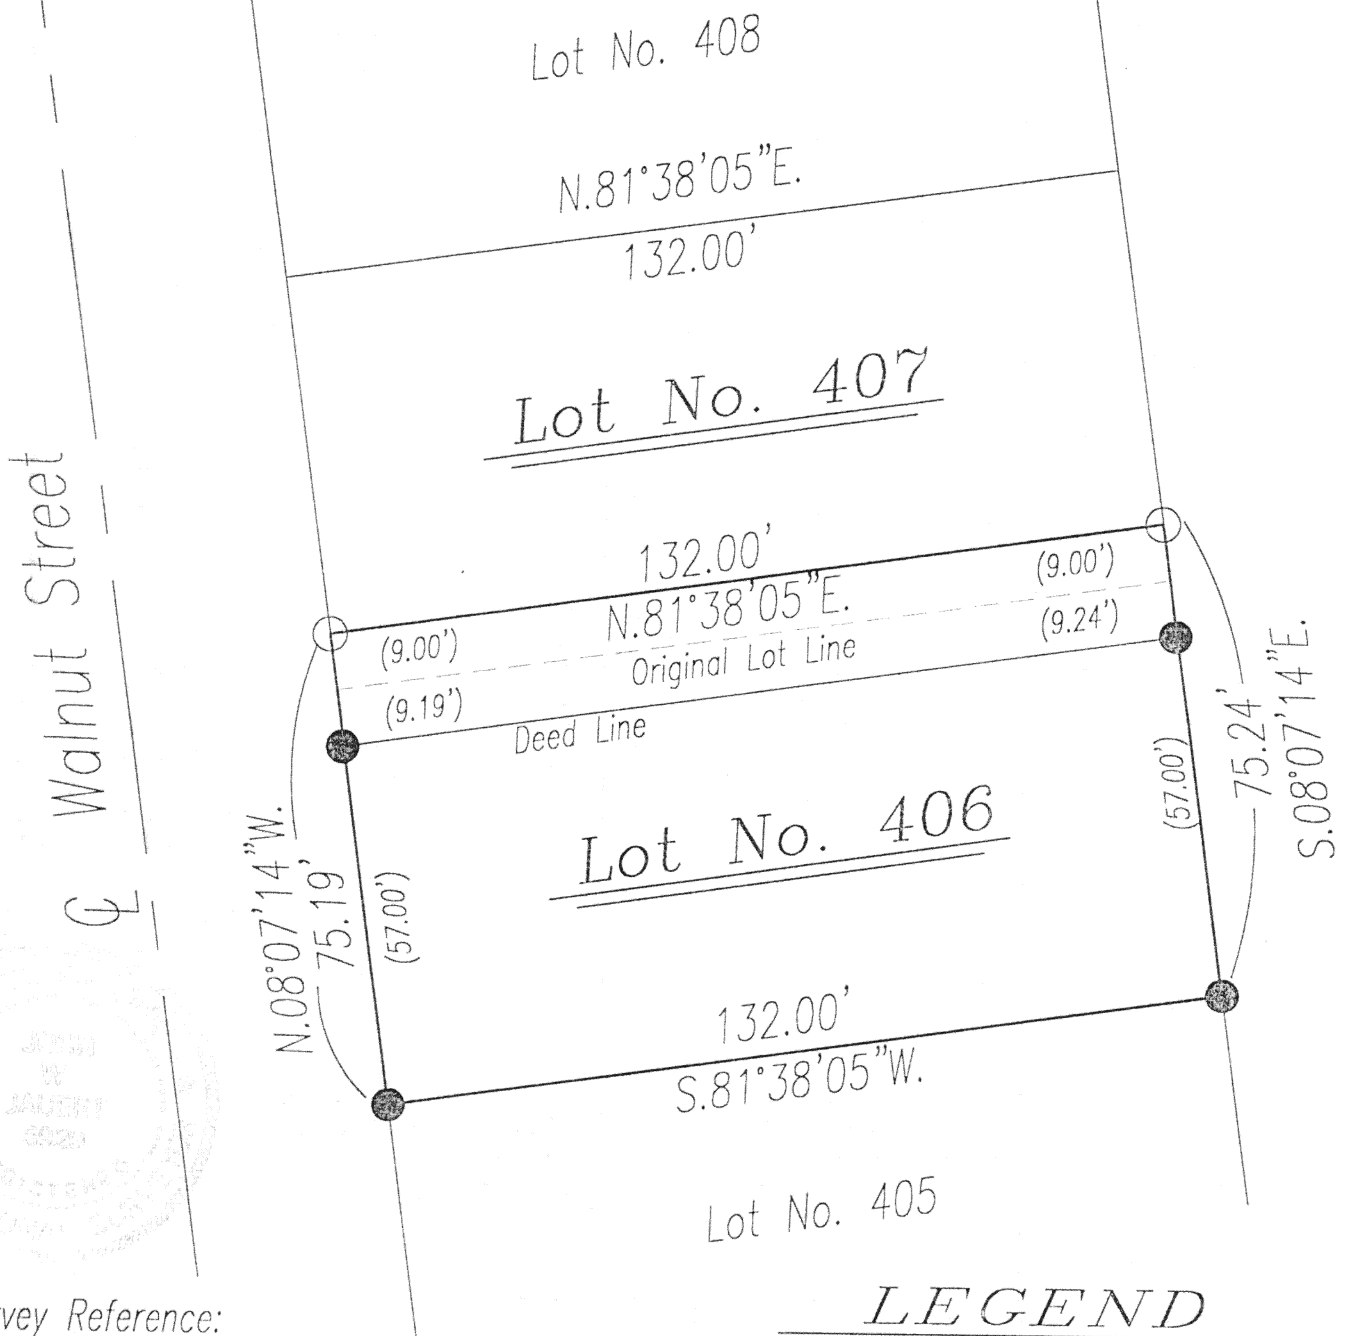 Lot No. 408
N.81°38'05"E.
132.00'
Lot No. 407
132.00'
N.81°38'05"E.
(9.00')
(9.00')
Original Lot Line
(9.19')
(9.24')
Deed Line
Walnut Street
℄
Lot No. 406
N.08°07'14"W.
75.19'
(57.00')
(57.00')
75.24'
S.08°07'14"E.
132.00'
S.81°38'05"W.
Lot No. 405
vey Reference:
LEGEND